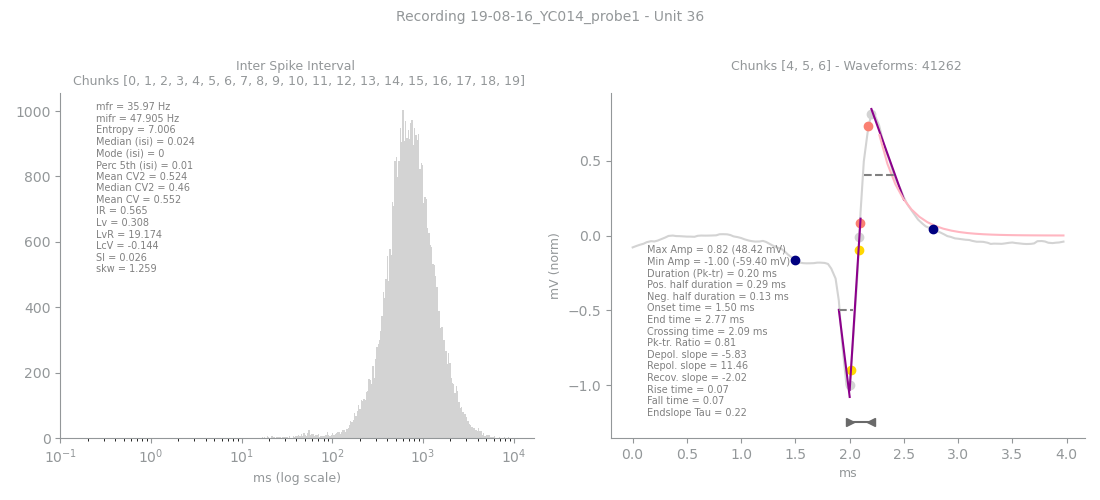 Recording 19-08-16_YC014_probe1 - Unit 36
Inter Spike Interval
Chunks [0, 1, 2, 3, 4, 5, 6, 7, 8, 9, 10, 11, 12, 13, 14, 15, 16, 17, 18, 19]
1000
800
600
400
200
0
mfr = 35.97 Hz
mifr = 47.905 Hz
Entropy = 7.006
Median (isi) = 0.024
Mode (isi) = 0
Perc 5th (isi) = 0.01
Mean CV2 = 0.524
Median CV2 = 0.46
Mean CV = 0.552
IR = 0.565
Lv = 0.308
LvR = 19.174
LcV = -0.144
SI = 0.026
skw = 1.259
10⁻¹ 10⁰ 10¹ 10² 10³ 10⁴
ms (log scale)
Chunks [4, 5, 6] - Waveforms: 41262
mV (norm)
0.5
0.0
−0.5
−1.0
Max Amp = 0.82 (48.42 mV)
Min Amp = -1.00 (-59.40 mV)
Duration (Pk-tr) = 0.20 ms
Pos. half duration = 0.29 ms
Neg. half duration = 0.13 ms
Onset time = 1.50 ms
End time = 2.77 ms
Crossing time = 2.09 ms
Pk-tr. Ratio = 0.81
Depol. slope = -5.83
Repol. slope = 11.46
Recov. slope = -2.02
Rise time = 0.07
Fall time = 0.07
Endslope Tau = 0.22
0.0 0.5 1.0 1.5 2.0 2.5 3.0 3.5 4.0
ms